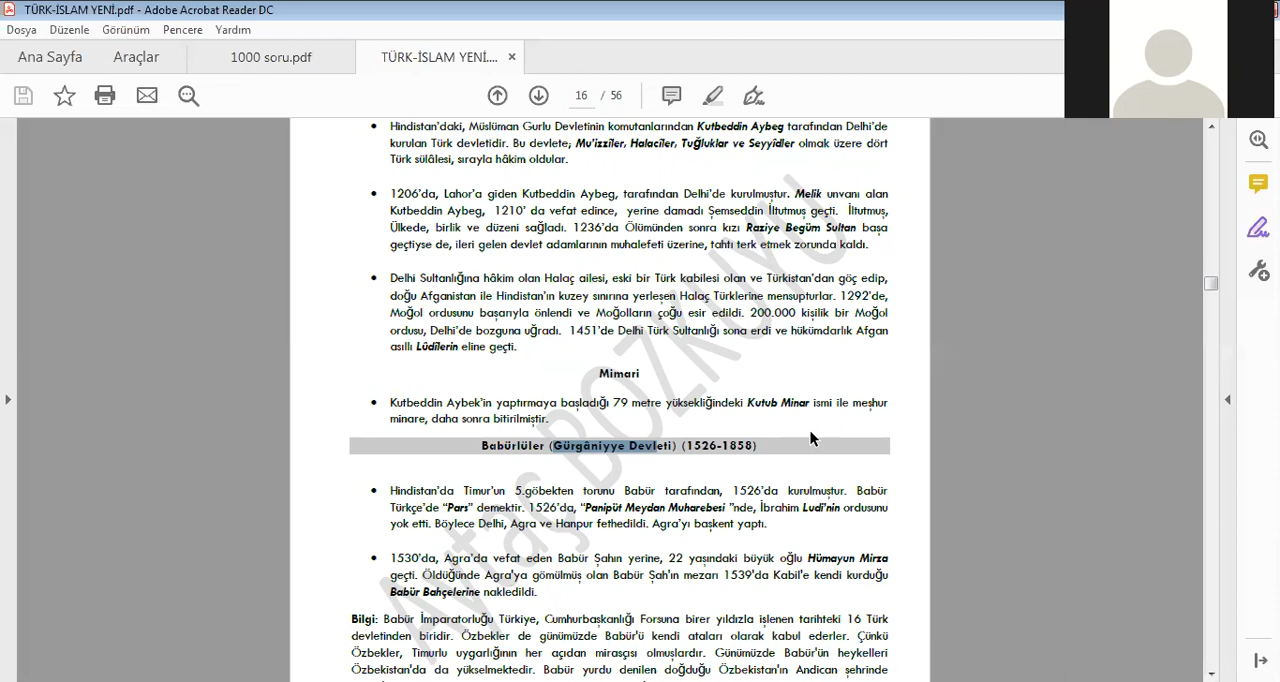 TÜRK-İSLAM YENİ.pdf - Adobe Acrobat Reader DC
Dosya Düzenle Görünüm Pencere Yardım
Ana Sayfa Araçlar 1000 soru.pdf TÜRK-İSLAM YENİ.... ×
16 / 56
• Hindistan'daki, Müslüman Gurlu Devletinin komutanlarından Kutbeddin Aybeg tarafından Delhi'de
kurulan Türk devletidir. Bu devlete; Mu'izzîler, Halacîler, Tuğluklar ve Seyyîdler olmak üzere dört
Türk sülâlesi, sırayla hâkim oldular.
• 1206'da, Lahor'a giden Kutbeddin Aybeg, tarafından Delhi'de kurulmuştur. Melîk unvanı alan
Kutbeddin Aybeg, 1210' da vefat edince, yerine damadı Şemseddin İltutmuş geçti. İltutmuş,
Ülkede, birlik ve düzeni sağladı. 1236'da Ölümünden sonra kızı Raziye Begüm Sultan başa
geçtiyse de, ileri gelen devlet adamlarının muhalefeti üzerine, tahtı terk etmek zorunda kaldı.
• Delhi Sultanlığına hâkim olan Halaç ailesi, eski bir Türk kabilesi olan ve Türkistan'dan göç edip,
doğu Afganistan ile Hindistan'ın kuzey sınırına yerleşen Halaç Türklerine mensupturlar. 1292'de,
Moğol ordusunu başarıyla önlendi ve Moğolların çoğu esir edildi. 200.000 kişilik bir Moğol
ordusu, Delhi'de bozguna uğradı. 1451'de Delhi Türk Sultanlığı sona erdi ve hükümdarlık Afgan
asıllı Lûdîlerin eline geçti.
Mimari
• Kutbeddin Aybek'in yaptırmaya başladığı 79 metre yüksekliğindeki Kutub Minar ismi ile meşhur
minare, daha sonra bitirilmiştir.
Babürlüler (Gürgâniyye Devleti) (1526-1858)
• Hindistan'da Timur'un 5.göbekten torunu Babür tarafından, 1526'da kurulmuştur. Babür
Türkçe'de “Pars” demektir. 1526'da, “Panipüt Meydan Muharebesi ”nde, İbrahim Ludi'nin ordusunu
yok etti. Böylece Delhi, Agra ve Hanpur fethedildi. Agra'yı başkent yaptı.
• 1530'da, Agra'da vefat eden Babür Şahın yerine, 22 yaşındaki büyük oğlu Hümayun Mirza
geçti. Öldüğünde Agra'ya gömülmüş olan Babür Şah'ın mezarı 1539'da Kabil'e kendi kurduğu
Babür Bahçelerine nakledildi.
Bilgi: Babür İmparatorluğu Türkiye, Cumhurbaşkanlığı Forsuna birer yıldızla işlenen tarihteki 16 Türk
devletinden biridir. Özbekler de günümüzde Babür'ü kendi ataları olarak kabul ederler. Çünkü
Özbekler, Timurlu uygarlığının her açıdan mirasçısı olmuşlardır. Günümüzde Babür'ün heykelleri
Özbekistan'da da yükselmektedir. Babür yurdu denilen doğduğu Özbekistan'ın Andican şehrinde
Aytaç BOZKUYU